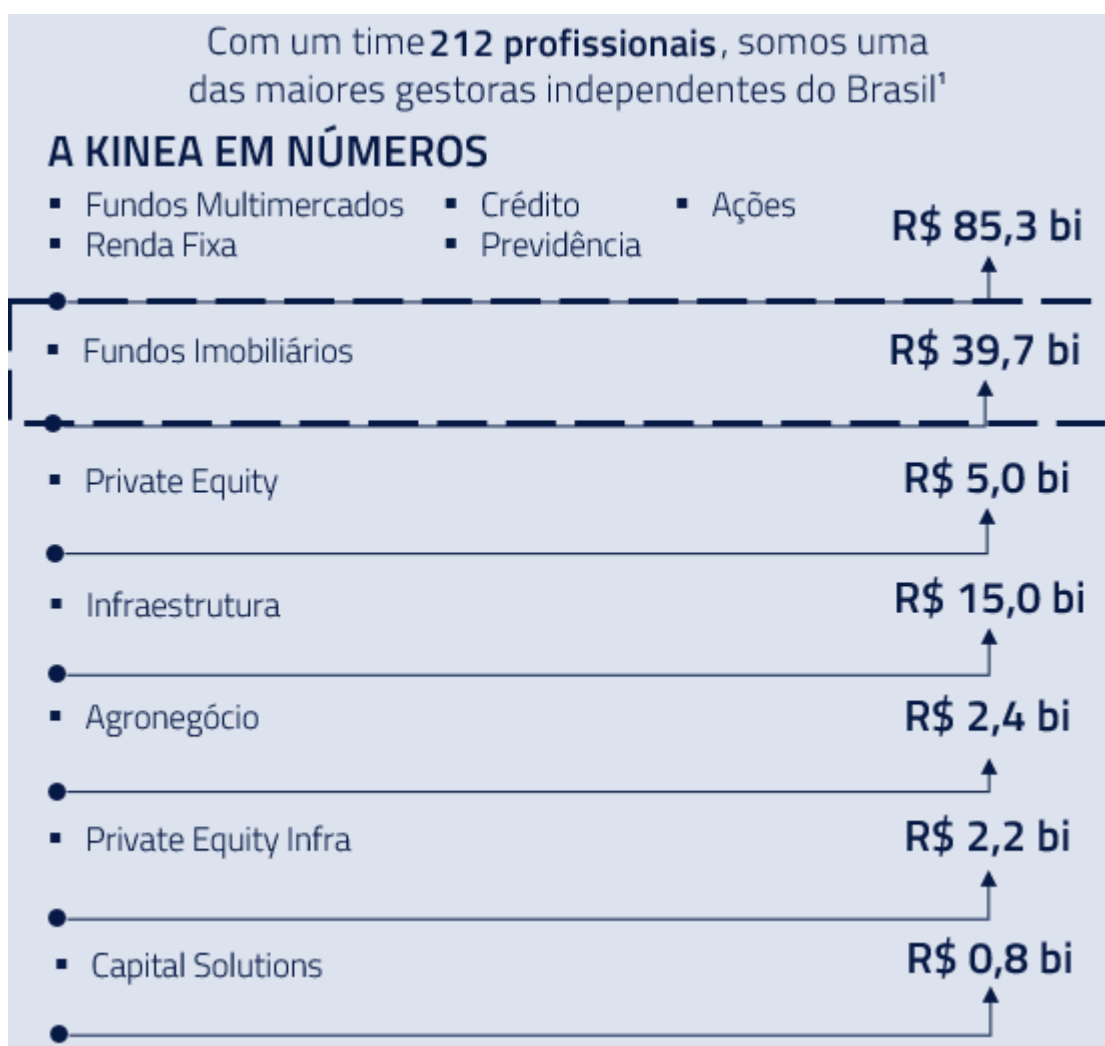 Com um time 212 profissionais, somos uma
das maiores gestoras independentes do Brasil¹
A KINEA EM NÚMEROS
▪ Fundos Multimercados ▪ Crédito ▪ Ações
▪ Renda Fixa ▪ Previdência
R$ 85,3 bi
▪ Fundos Imobiliários R$ 39,7 bi
▪ Private Equity R$ 5,0 bi
▪ Infraestrutura R$ 15,0 bi
▪ Agronegócio R$ 2,4 bi
▪ Private Equity Infra R$ 2,2 bi
▪ Capital Solutions R$ 0,8 bi